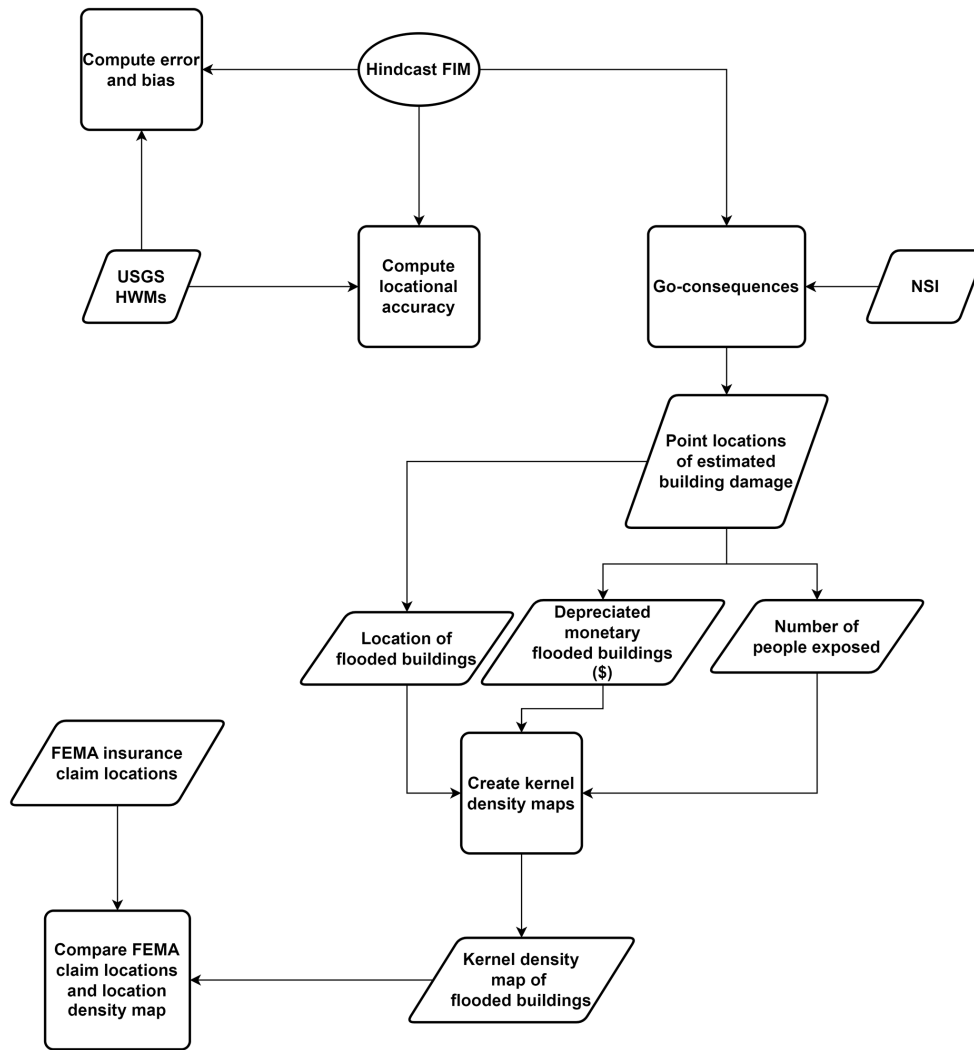 Compute error
and bias
Hindcast FIM
USGS
HWMs
Compute
locational
accuracy
Go-consequences
NSI
Point locations
of estimated
building damage
Location of
flooded buildings
Depreciated
monetary
flooded buildings
($)
Number of
people exposed
FEMA insurance
claim locations
Create kernel
density maps
Compare FEMA
claim locations
and location
density map
Kernel density
map of
flooded buildings